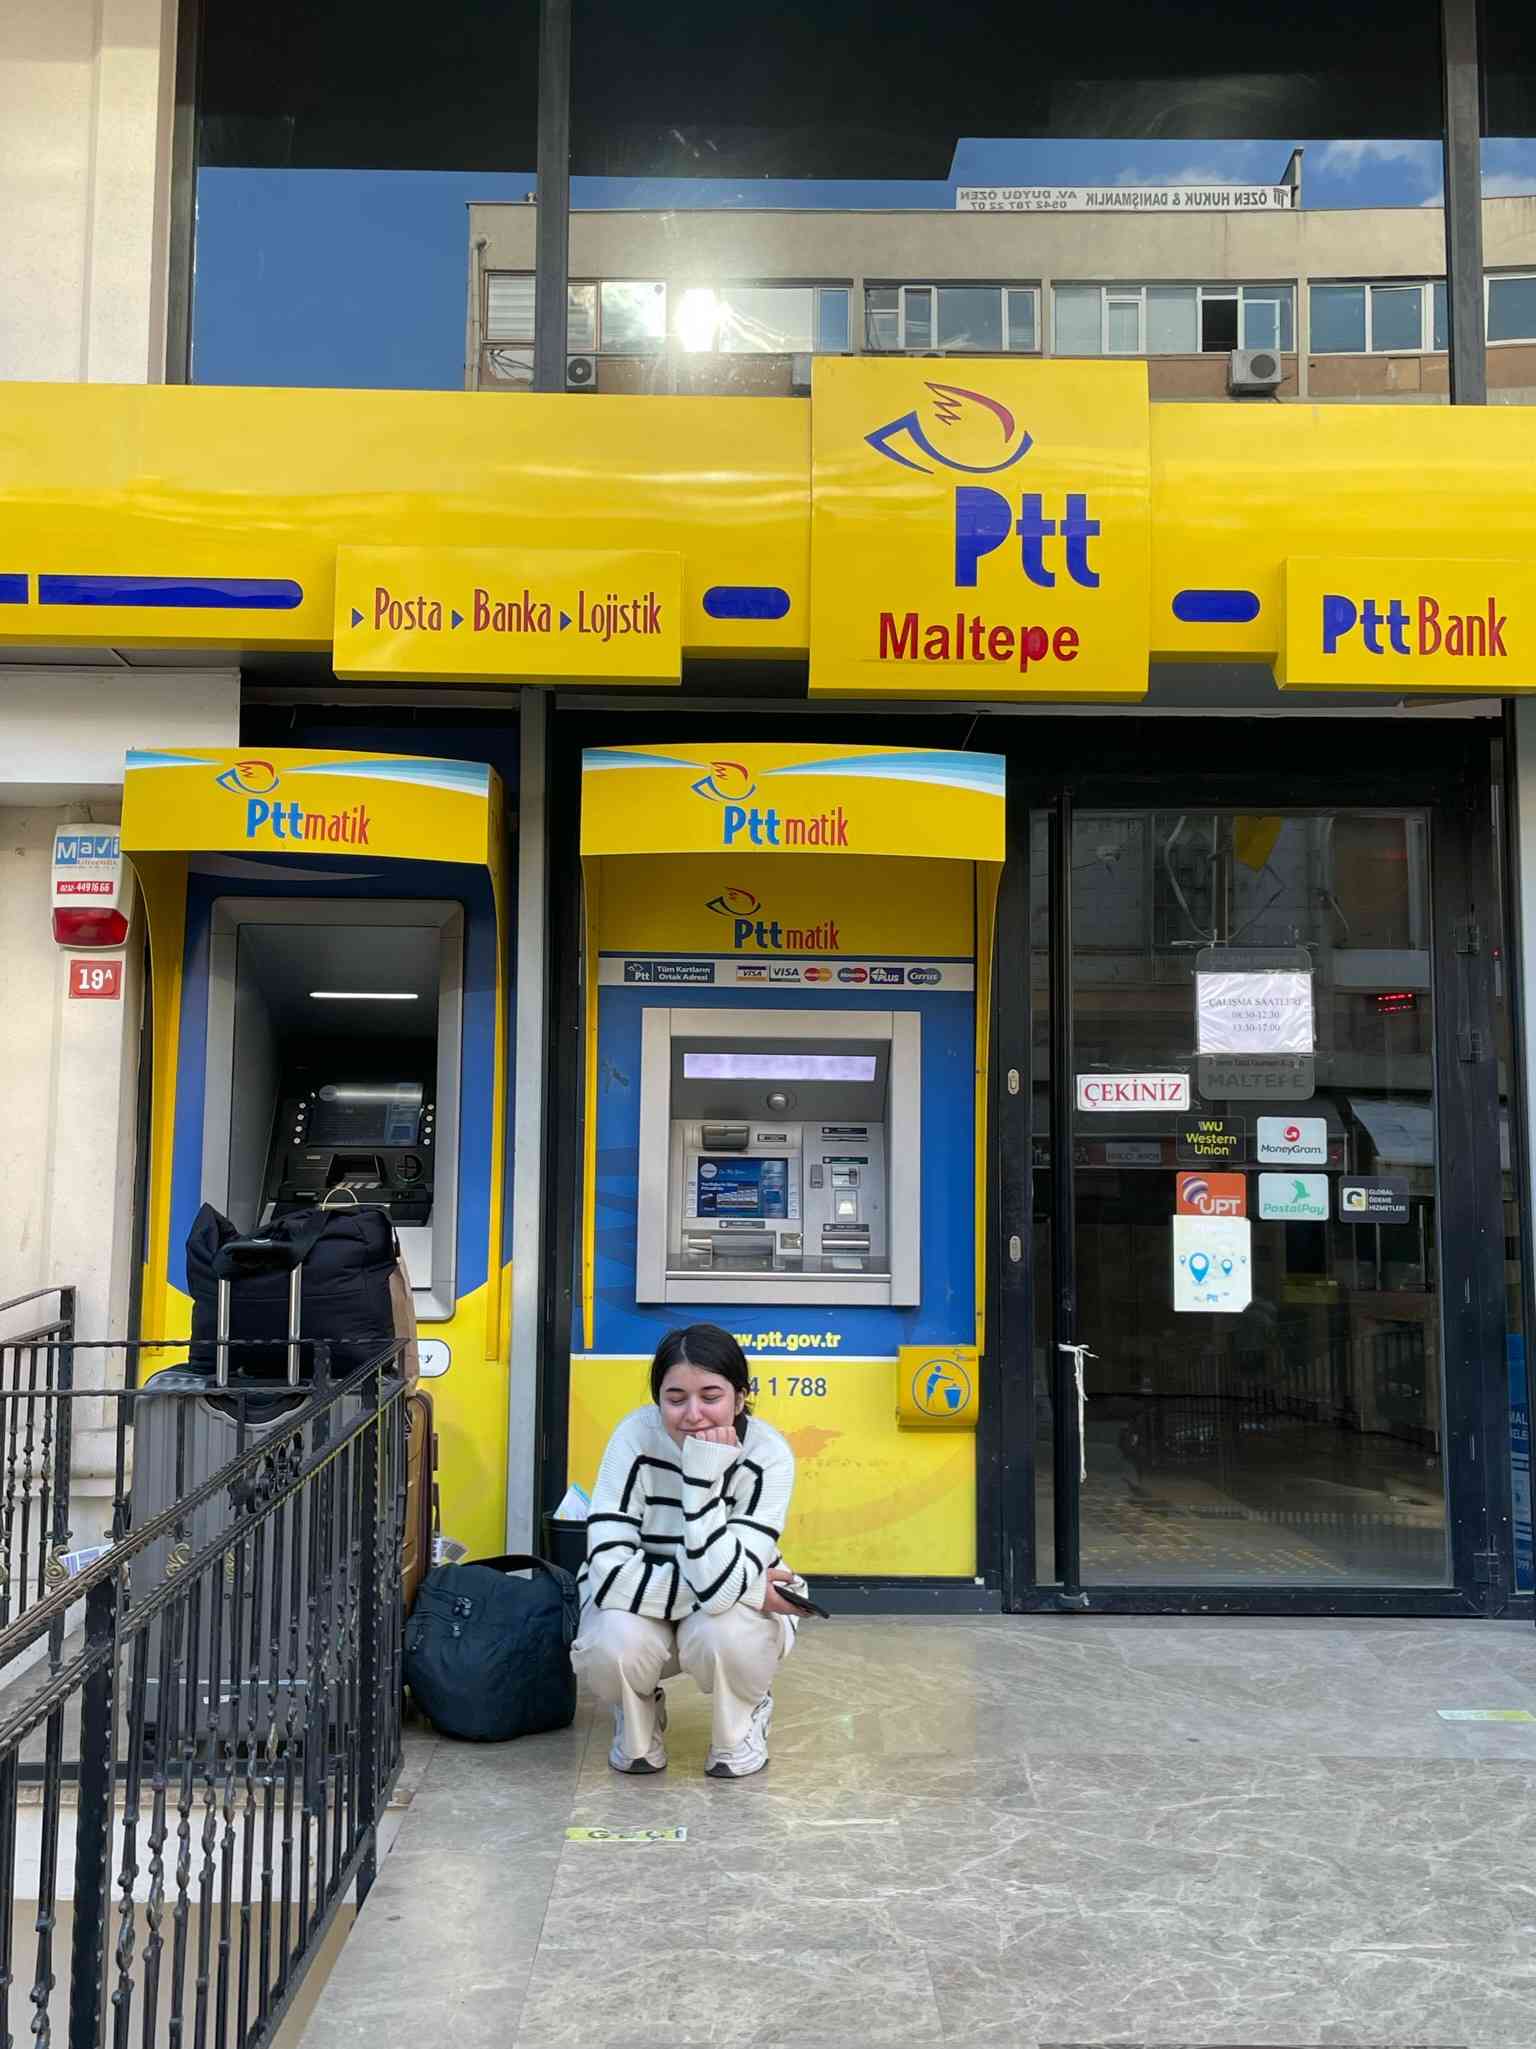 ÖZEN HUKUK & DANIŞMANLIK AV. DUYGU ÖZEN
0542 787 22 07
Ptt
Maltepe
Posta Banka Lojistik
PttBank
Pttmatik
Pttmatik
Pttmatik
Mavi
0232-449 16 66
19A
Ptt Tüm Kartların
Ortak Adresi
VISA VISA Maestro PLUS Cirrus
ÇALIŞMA SAATLERİ
08.30-12.30
13.30-17.00
MALTEPE
ÇEKİNİZ
WU
Western
Union
MoneyGram
UPT
PostalPay
GLOBAL
ÖDEME
HİZMETLERİ
Ptt
w.ptt.gov.tr
4 1 788
GEÇİ